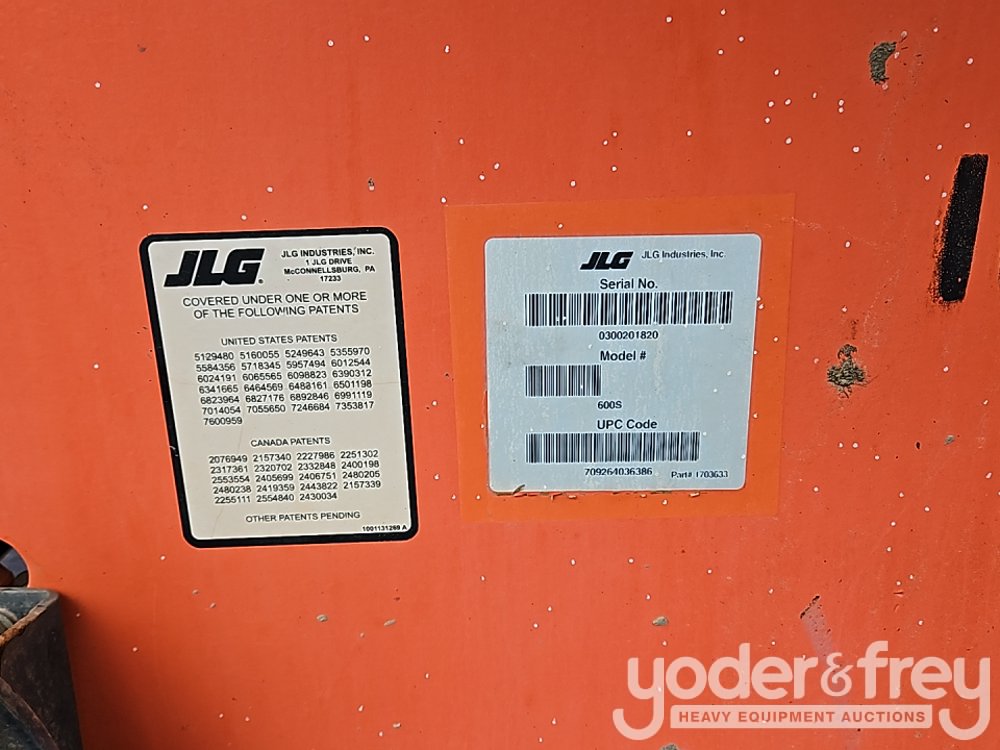 JLG
JLG INDUSTRIES, INC.
1 JLG DRIVE
McCONNELLSBURG, PA
17233
COVERED UNDER ONE OR MORE
OF THE FOLLOWING PATENTS
UNITED STATES PATENTS
5129480 5160055 5249643 5355970
5584356 5718345 5957494 6012544
6024191 6065565 6098823 6390312
6341665 6464569 6488161 6501198
6823964 6827176 6892846 6991119
7014054 7055650 7246684 7353817
7600959
CANADA PATENTS
2076949 2157340 2227986 2251302
2317361 2320702 2332848 2400198
2553554 2405699 2406751 2480205
2480238 2419359 2443822 2157339
2255111 2554840 2430034
OTHER PATENTS PENDING
1001131269 A
JLG JLG Industries, Inc.
Serial No.
0300201820
Model #
600S
UPC Code
709264036386
Part# 1703633
yoder&frey
HEAVY EQUIPMENT AUCTIONS